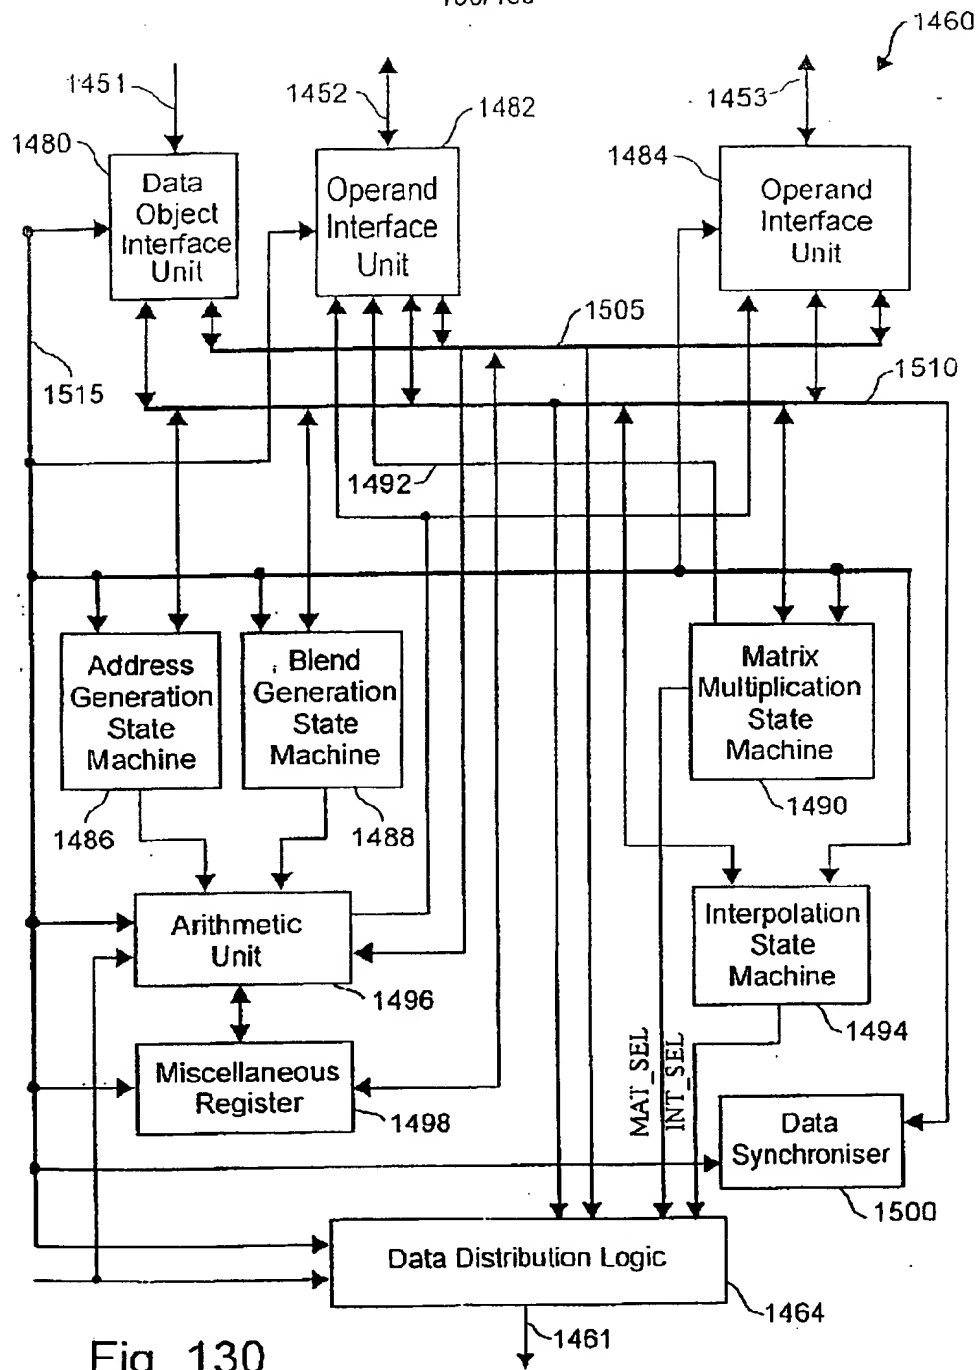 1460
1451
1452
1482
1453
1480
1484
Data
Object
Interface
Unit
Operand
Interface
Unit
Operand
Interface
Unit
1505
1510
1515
1492
Address
Generation
State
Machine
Blend
Generation
State
Machine
Matrix
Multiplication
State
Machine
1486
1488
1490
Arithmetic
Unit
Interpolation
State
Machine
1496
1494
MAT_SEL
INT_SEL
Miscellaneous
Register
1498
Data
Synchroniser
1500
Data Distribution Logic
1464
1461
Fig. 130